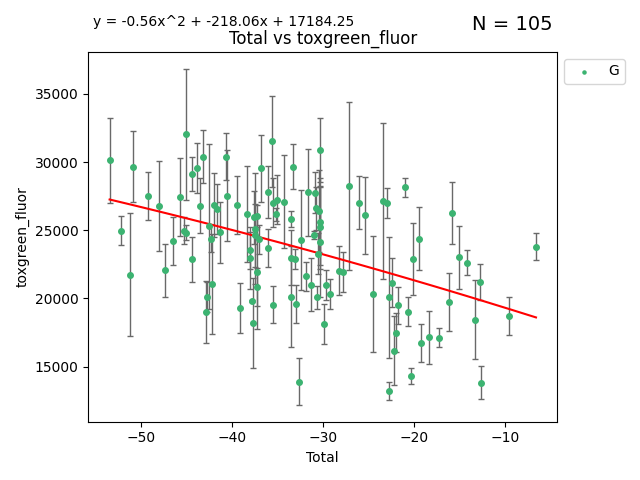 y = -0.56x^2 + -218.06x + 17184.25
N = 105
Total vs toxgreen_fluor
G
35000
30000
25000
20000
15000
toxgreen_fluor
−50
−40
−30
−20
−10
Total